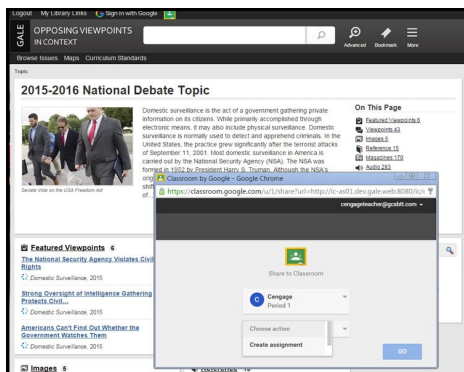 Logout My Library Links Sign in with Google
GALE
OPPOSING VIEWPOINTS
IN CONTEXT
Advanced Bookmark More
Browse Issues Maps Curriculum Standards
Topic
2015-2016 National Debate Topic
Domestic surveillance is the act of a government gathering private
information on its citizens. While primarily accomplished through
electronic means, it may also include physical surveillance. Domestic
surveillance is normally used to detect and apprehend criminals. In the
United States, the practice grew significantly after the terrorist attacks
of September 11, 2001. Most domestic surveillance in America is
carried out by the National Security Agency (NSA). The NSA was
formed in 1952 by President Harry S. Truman. Although the NSA's
Senate Vote on the USA Freedom Act
On This Page
Featured Viewpoints 6
Viewpoints 43
Images 5
Reference 15
Magazines 170
Audio 283
Classroom by Google - Google Chrome
https://classroom.google.com/u/1/share?url=http://ic-as01.dev.gale.web:8080/ic/
cengageteacher@gcsbtt.com
Share to Classroom
C
Cengage
Period 1
Choose action
Create assignment
GO
Featured Viewpoints 6
The National Security Agency Violates Civil
Rights
Domestic Surveillance, 2015
Strong Oversight of Intelligence Gathering
Protects Civil...
Domestic Surveillance, 2015
Americans Can't Find Out Whether the
Government Watches Them
Domestic Surveillance, 2015
Images 5